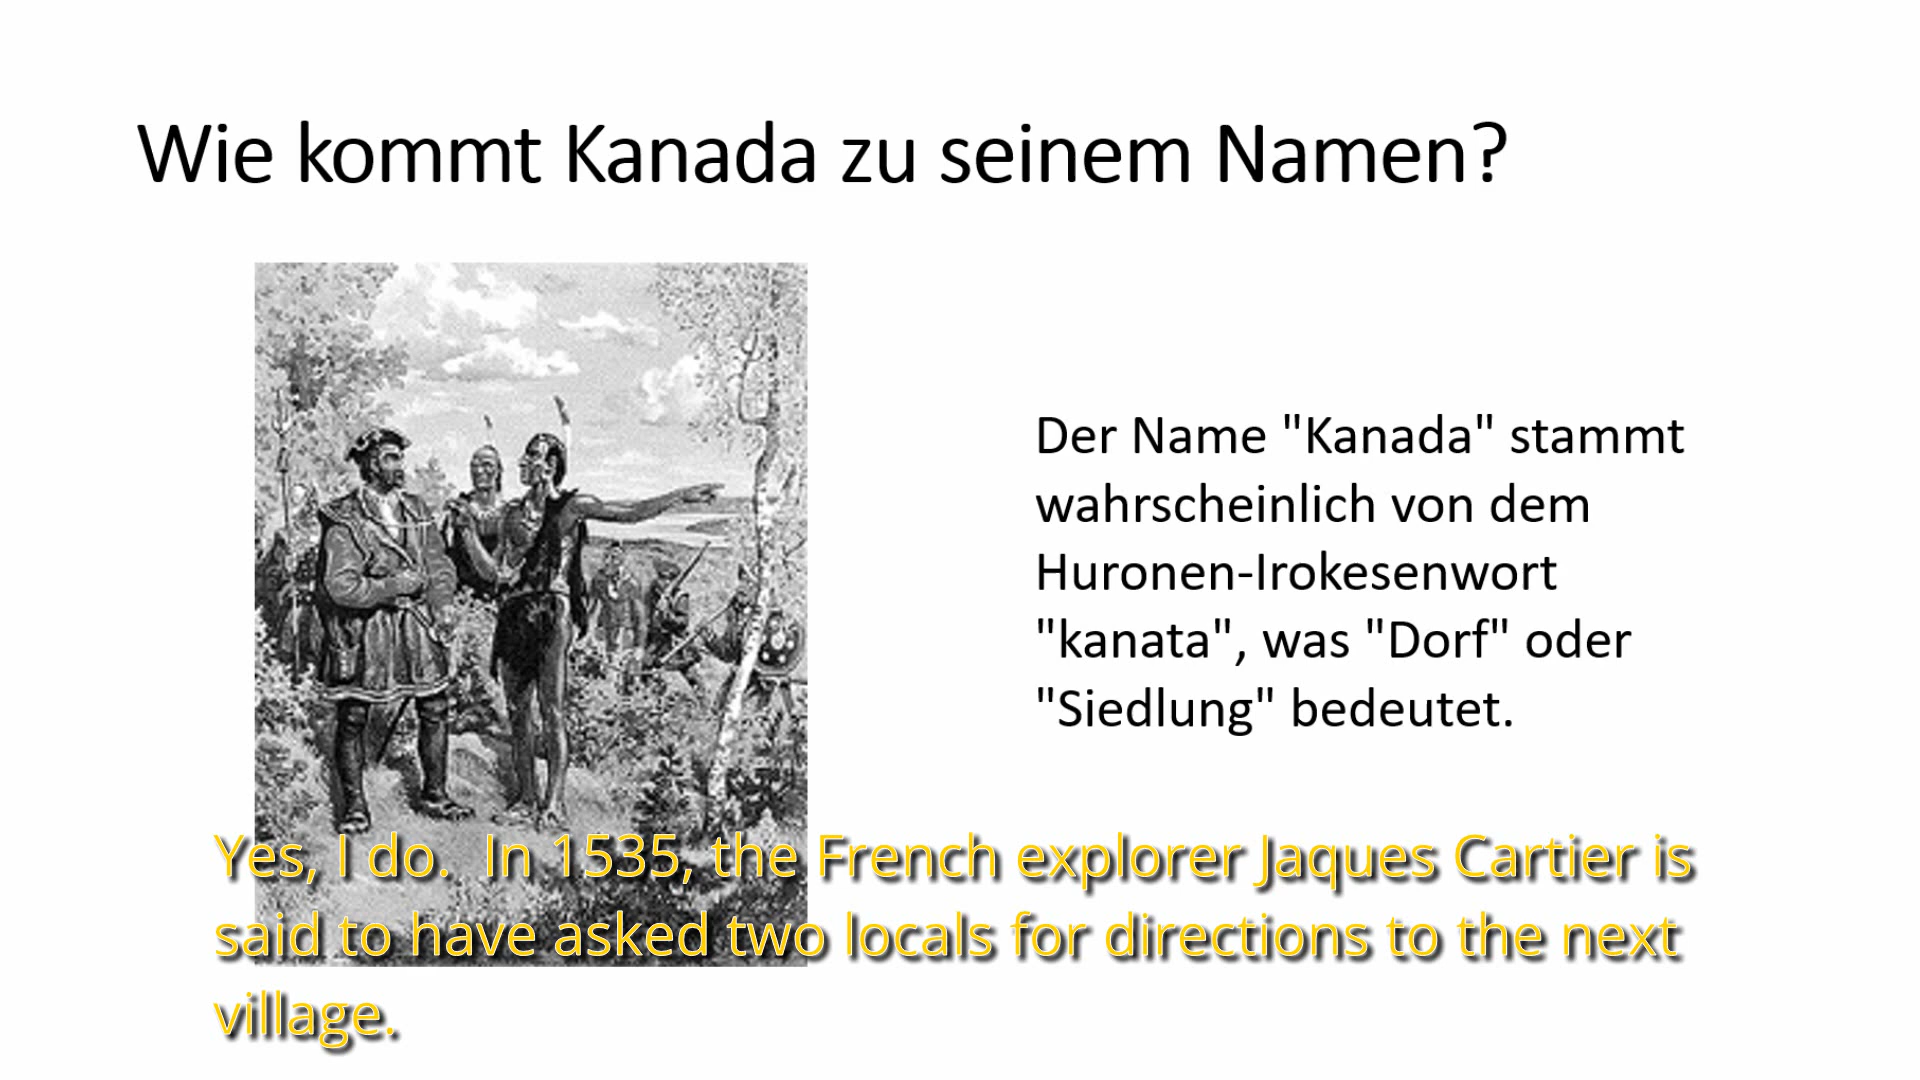 Wie kommt Kanada zu seinem Namen?
Der Name "Kanada" stammt
wahrscheinlich von dem
Huronen-Irokesenwort
"kanata", was "Dorf" oder
"Siedlung" bedeutet.
Yes, I do.  In 1535, the French explorer Jaques Cartier is
said to have asked two locals for directions to the next
village.